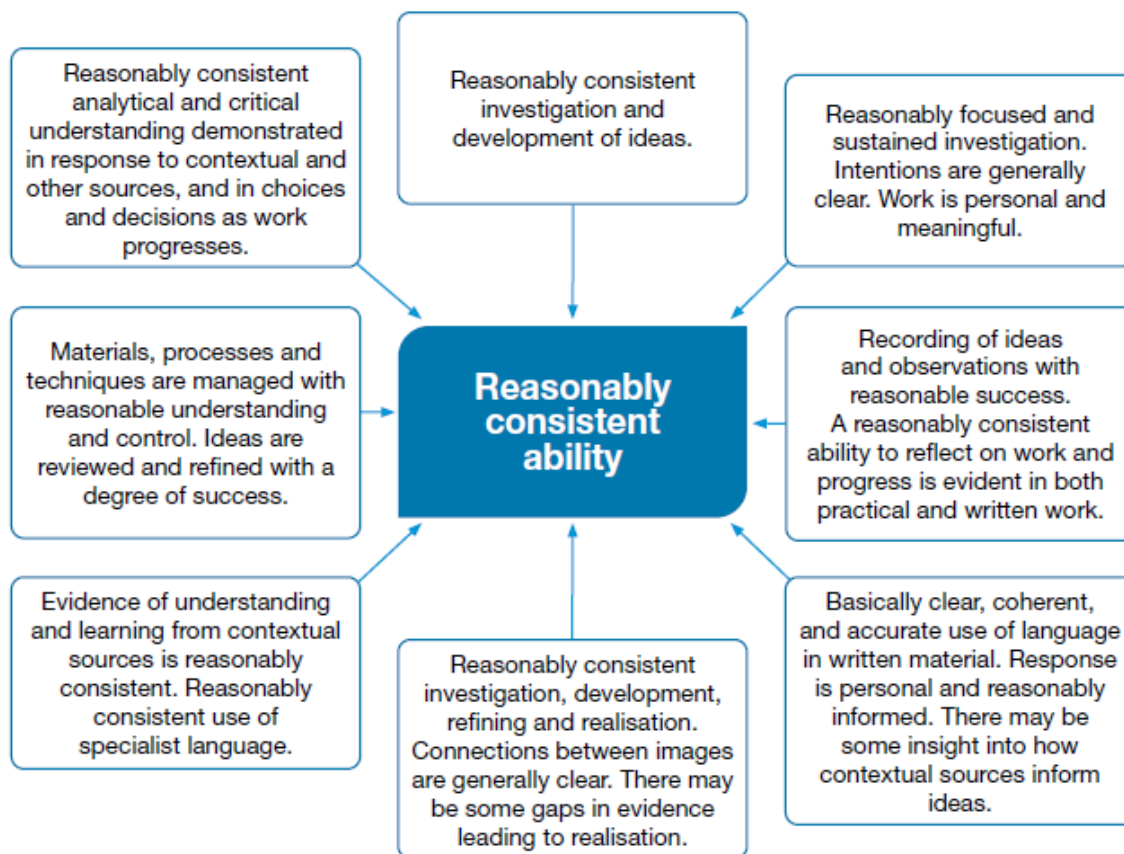 Reasonably consistent
analytical and critical
understanding demonstrated
in response to contextual and
other sources, and in choices
and decisions as work
progresses.
Reasonably consistent
investigation and
development of ideas.
Reasonably focused and
sustained investigation.
Intentions are generally
clear. Work is personal and
meaningful.
Materials, processes and
techniques are managed with
reasonable understanding
and control. Ideas are
reviewed and refined with a
degree of success.
Reasonably
consistent
ability
Recording of ideas
and observations with
reasonable success.
A reasonably consistent
ability to reflect on work and
progress is evident in both
practical and written work.
Evidence of understanding
and learning from contextual
sources is reasonably
consistent. Reasonably
consistent use of
specialist language.
Reasonably consistent
investigation, development,
refining and realisation.
Connections between images
are generally clear. There may
be some gaps in evidence
leading to realisation.
Basically clear, coherent,
and accurate use of language
in written material. Response
is personal and reasonably
informed. There may be
some insight into how
contextual sources inform
ideas.